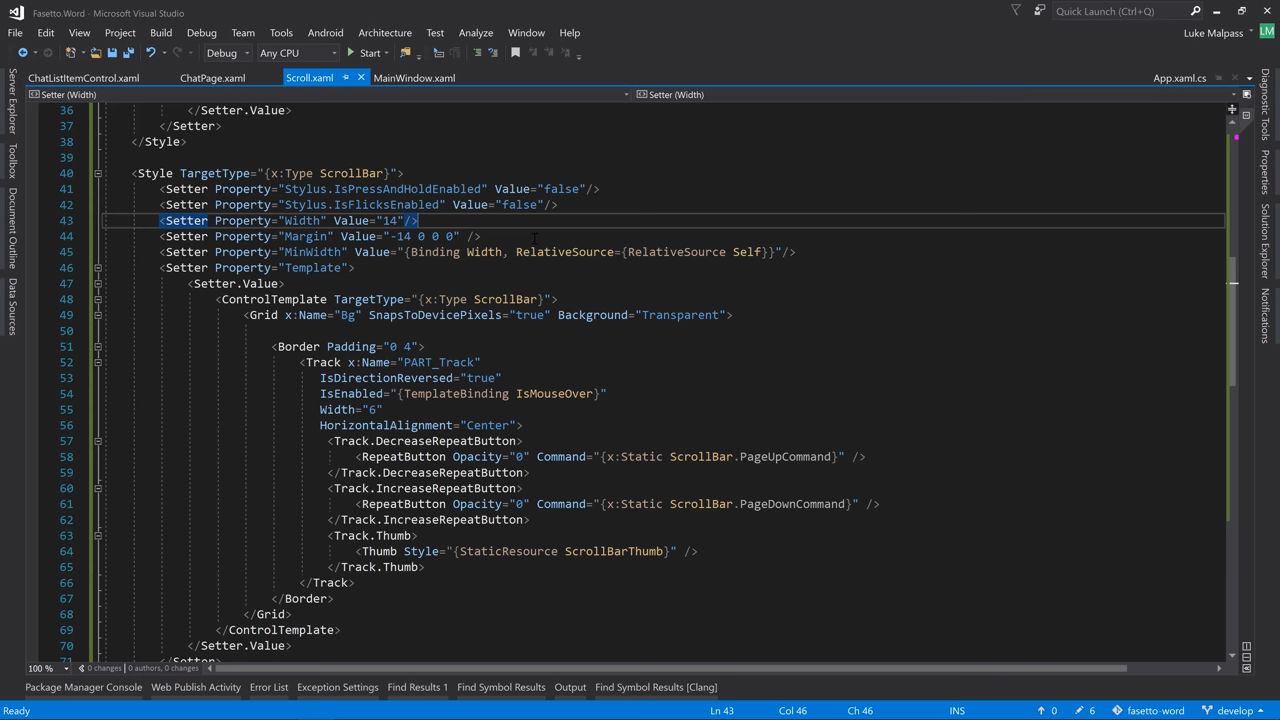 Fasetto.Word - Microsoft Visual Studio
Quick Launch (Ctrl+Q)
File Edit View Project Build Debug Team Tools Android Architecture Test Analyze Window Help
Luke Malpass LM
Debug Any CPU Start
ChatListItemControl.xaml ChatPage.xaml Scroll.xaml MainWindow.xaml App.xaml.cs
Setter (Width) Setter (Width)
Server Explorer
Toolbox
Document Outline
Data Sources
36 </Setter.Value>
37 </Setter>
38 </Style>
39
40 <Style TargetType="{x:Type ScrollBar}">
41 <Setter Property="Stylus.IsPressAndHoldEnabled" Value="false"/>
42 <Setter Property="Stylus.IsFlicksEnabled" Value="false"/>
43 <Setter Property="Width" Value="14"/>
44 <Setter Property="Margin" Value="-14 0 0 0" />
45 <Setter Property="MinWidth" Value="{Binding Width, RelativeSource={RelativeSource Self}}"/>
46 <Setter Property="Template">
47 <Setter.Value>
48 <ControlTemplate TargetType="{x:Type ScrollBar}">
49 <Grid x:Name="Bg" SnapsToDevicePixels="true" Background="Transparent">
50
51 <Border Padding="0 4">
52 <Track x:Name="PART_Track"
53 IsDirectionReversed="true"
54 IsEnabled="{TemplateBinding IsMouseOver}"
55 Width="6"
56 HorizontalAlignment="Center">
57 <Track.DecreaseRepeatButton>
58 <RepeatButton Opacity="0" Command="{x:Static ScrollBar.PageUpCommand}" />
59 </Track.DecreaseRepeatButton>
60 <Track.IncreaseRepeatButton>
61 <RepeatButton Opacity="0" Command="{x:Static ScrollBar.PageDownCommand}" />
62 </Track.IncreaseRepeatButton>
63 <Track.Thumb>
64 <Thumb Style="{StaticResource ScrollBarThumb}" />
65 </Track.Thumb>
66 </Track>
67 </Border>
68 </Grid>
69 </ControlTemplate>
70 </Setter.Value>
71 </Setter>
Diagnostic Tools
Properties
Solution Explorer
Team Explorer
Notifications
100 % 0 changes | 0 authors, 0 changes
Package Manager Console Web Publish Activity Error List Exception Settings Find Results 1 Find Symbol Results Output Find Symbol Results [Clang]
Ready Ln 43 Col 46 Ch 46 INS 0 6 fasetto-word develop